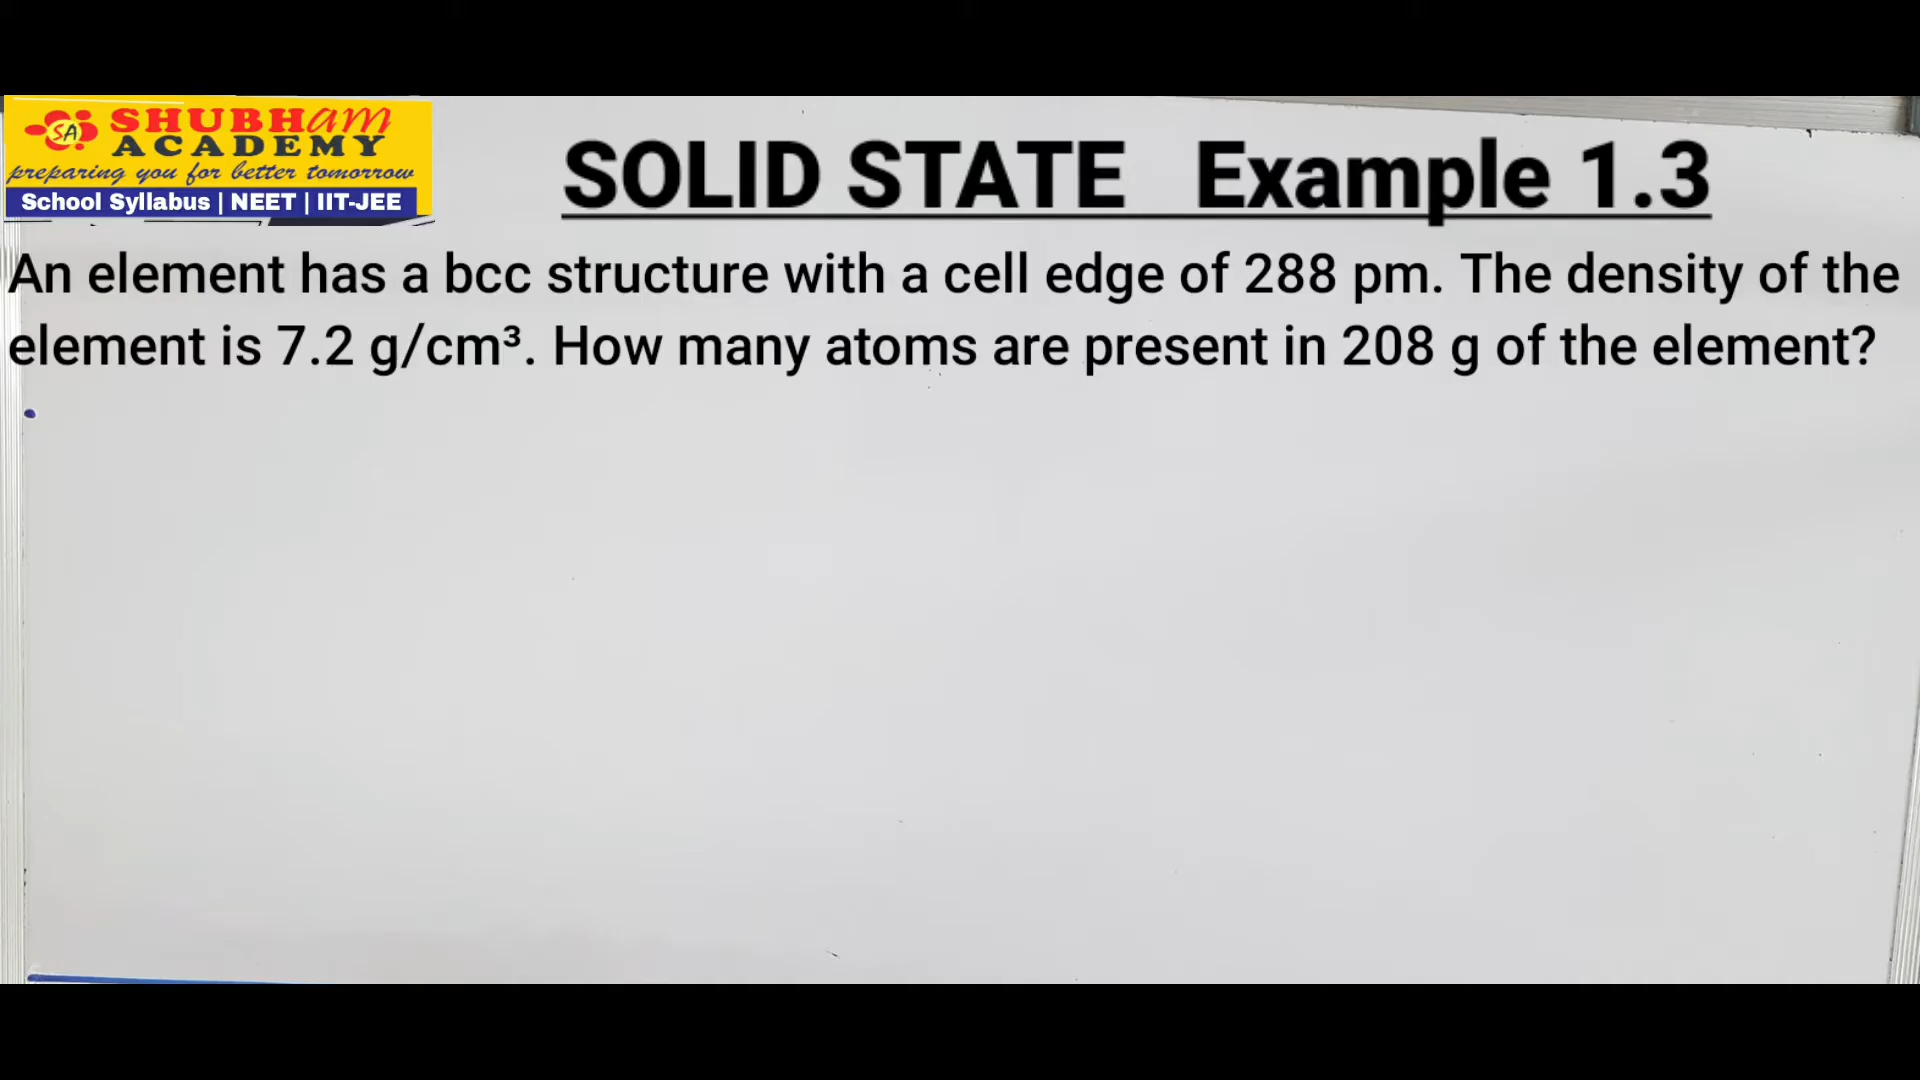 SHUBHAM
ACADEMY
preparing you for better tomorrow
School Syllabus | NEET | IIT-JEE
SOLID STATE Example 1.3
An element has a bcc structure with a cell edge of 288 pm. The density of the
element is 7.2 g/cm³. How many atoms are present in 208 g of the element?